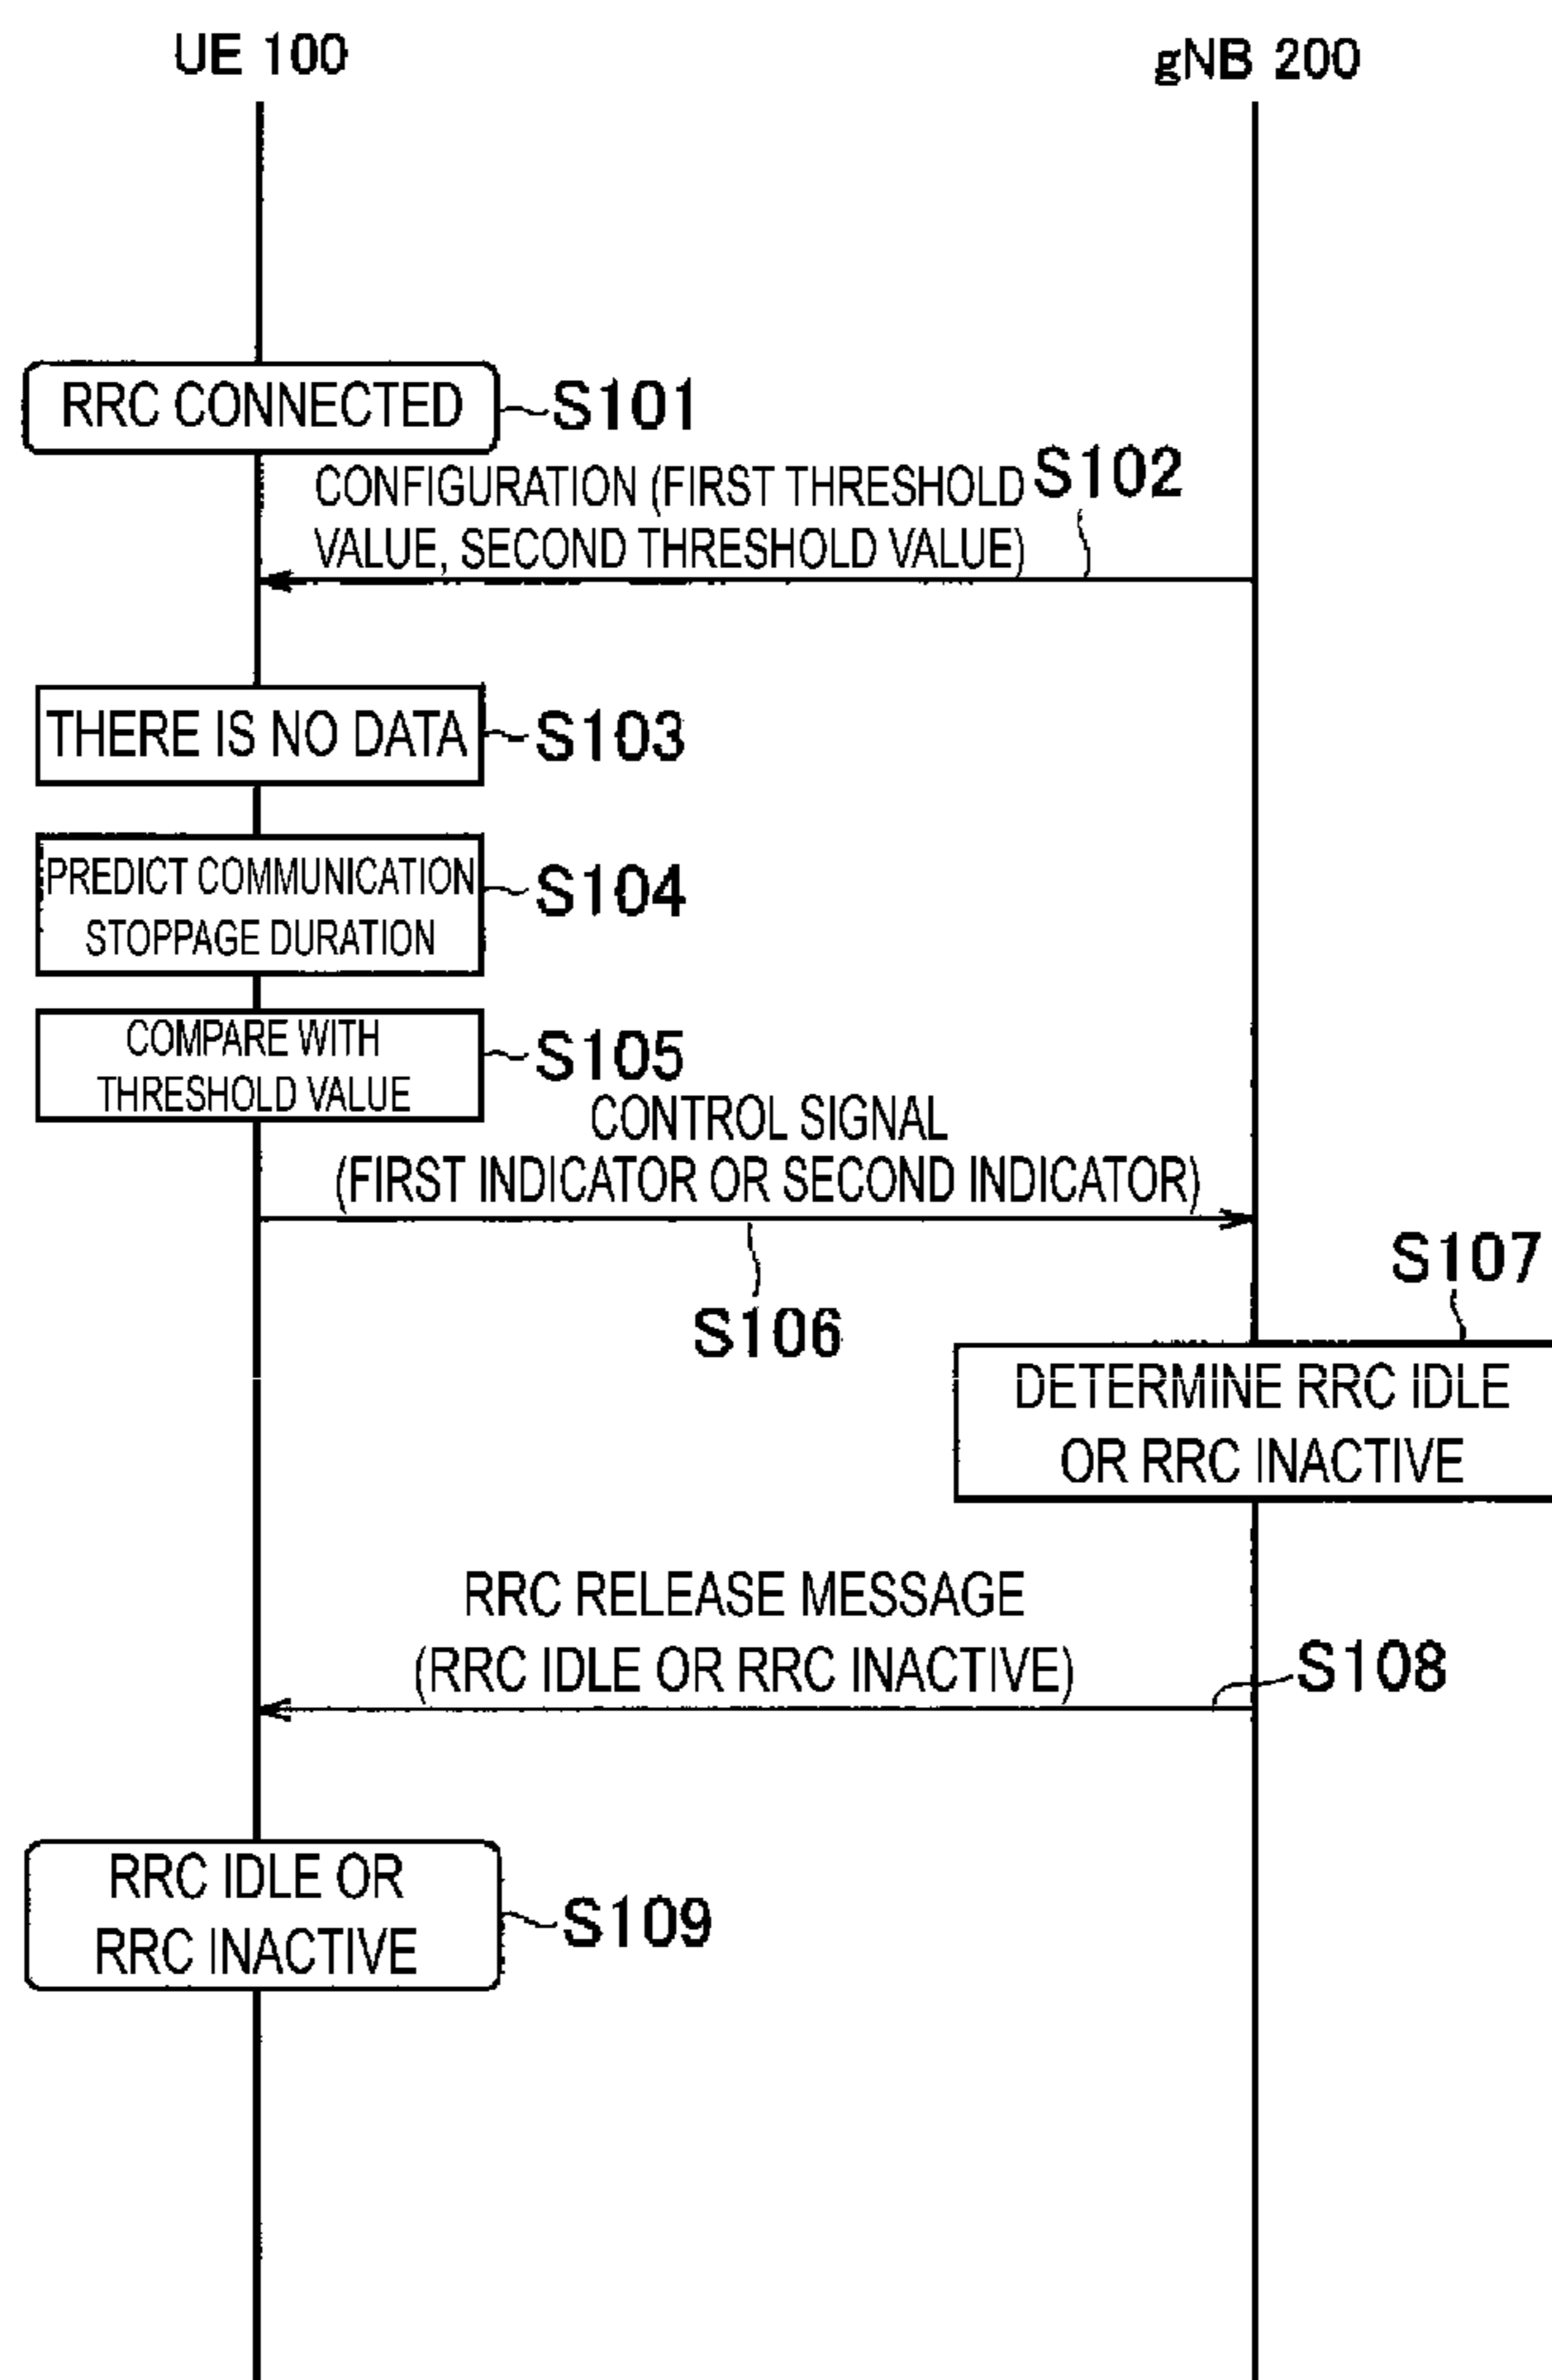 UE 100
gNB 200
RRC CONNECTED
S101
CONFIGURATION (FIRST THRESHOLD
VALUE, SECOND THRESHOLD VALUE)
S102
THERE IS NO DATA
S103
PREDICT COMMUNICATION
STOPPAGE DURATION
S104
COMPARE WITH
THRESHOLD VALUE
S105
CONTROL SIGNAL
(FIRST INDICATOR OR SECOND INDICATOR)
S106
S107
DETERMINE RRC IDLE
OR RRC INACTIVE
RRC RELEASE MESSAGE
(RRC IDLE OR RRC INACTIVE)
S108
RRC IDLE OR
RRC INACTIVE
S109